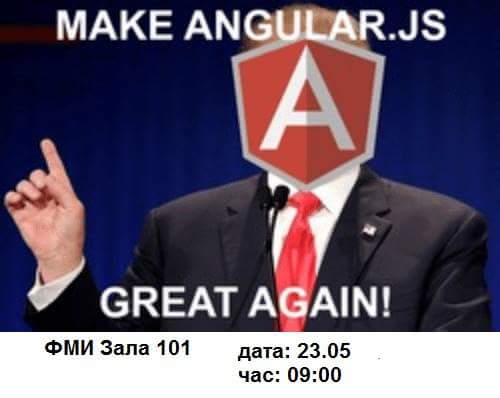 MAKE ANGULAR.JS
A
GREAT AGAIN!
ФМИ Зала 101
дата: 23.05
час: 09:00